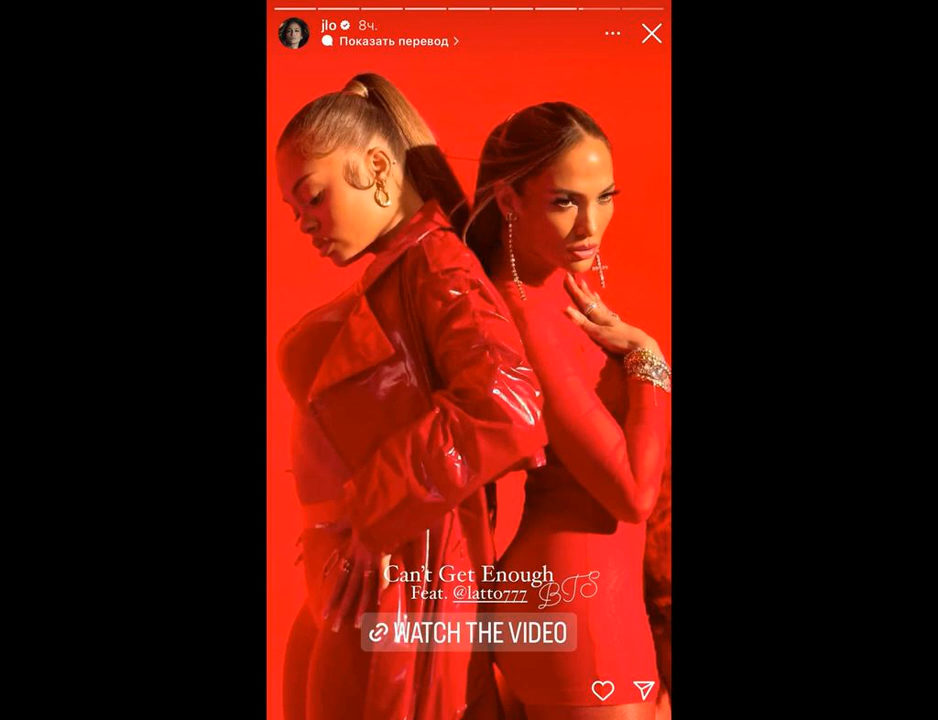 jlo 8ч.
Показать перевод
Can't Get Enough
Feat. @latto777 BTS
WATCH THE VIDEO